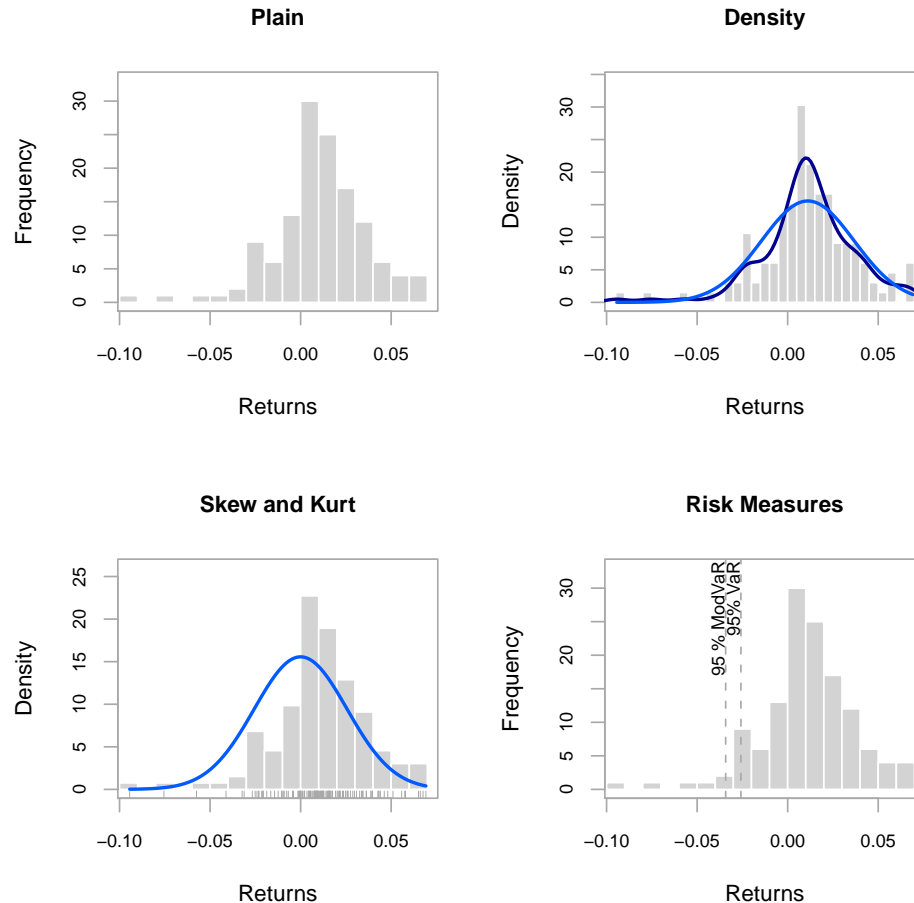 Plain
Frequency
0
5
10
20
30
−0.10
−0.05
0.00
0.05
Returns
Density
Density
0
5
10
20
30
−0.10
−0.05
0.00
0.05
Returns
Skew and Kurt
Density
0
5
10
15
20
25
−0.10
−0.05
0.00
0.05
Returns
Risk Measures
Frequency
0
5
10
20
30
95 % ModVaR
95% VaR
−0.10
−0.05
0.00
0.05
Returns